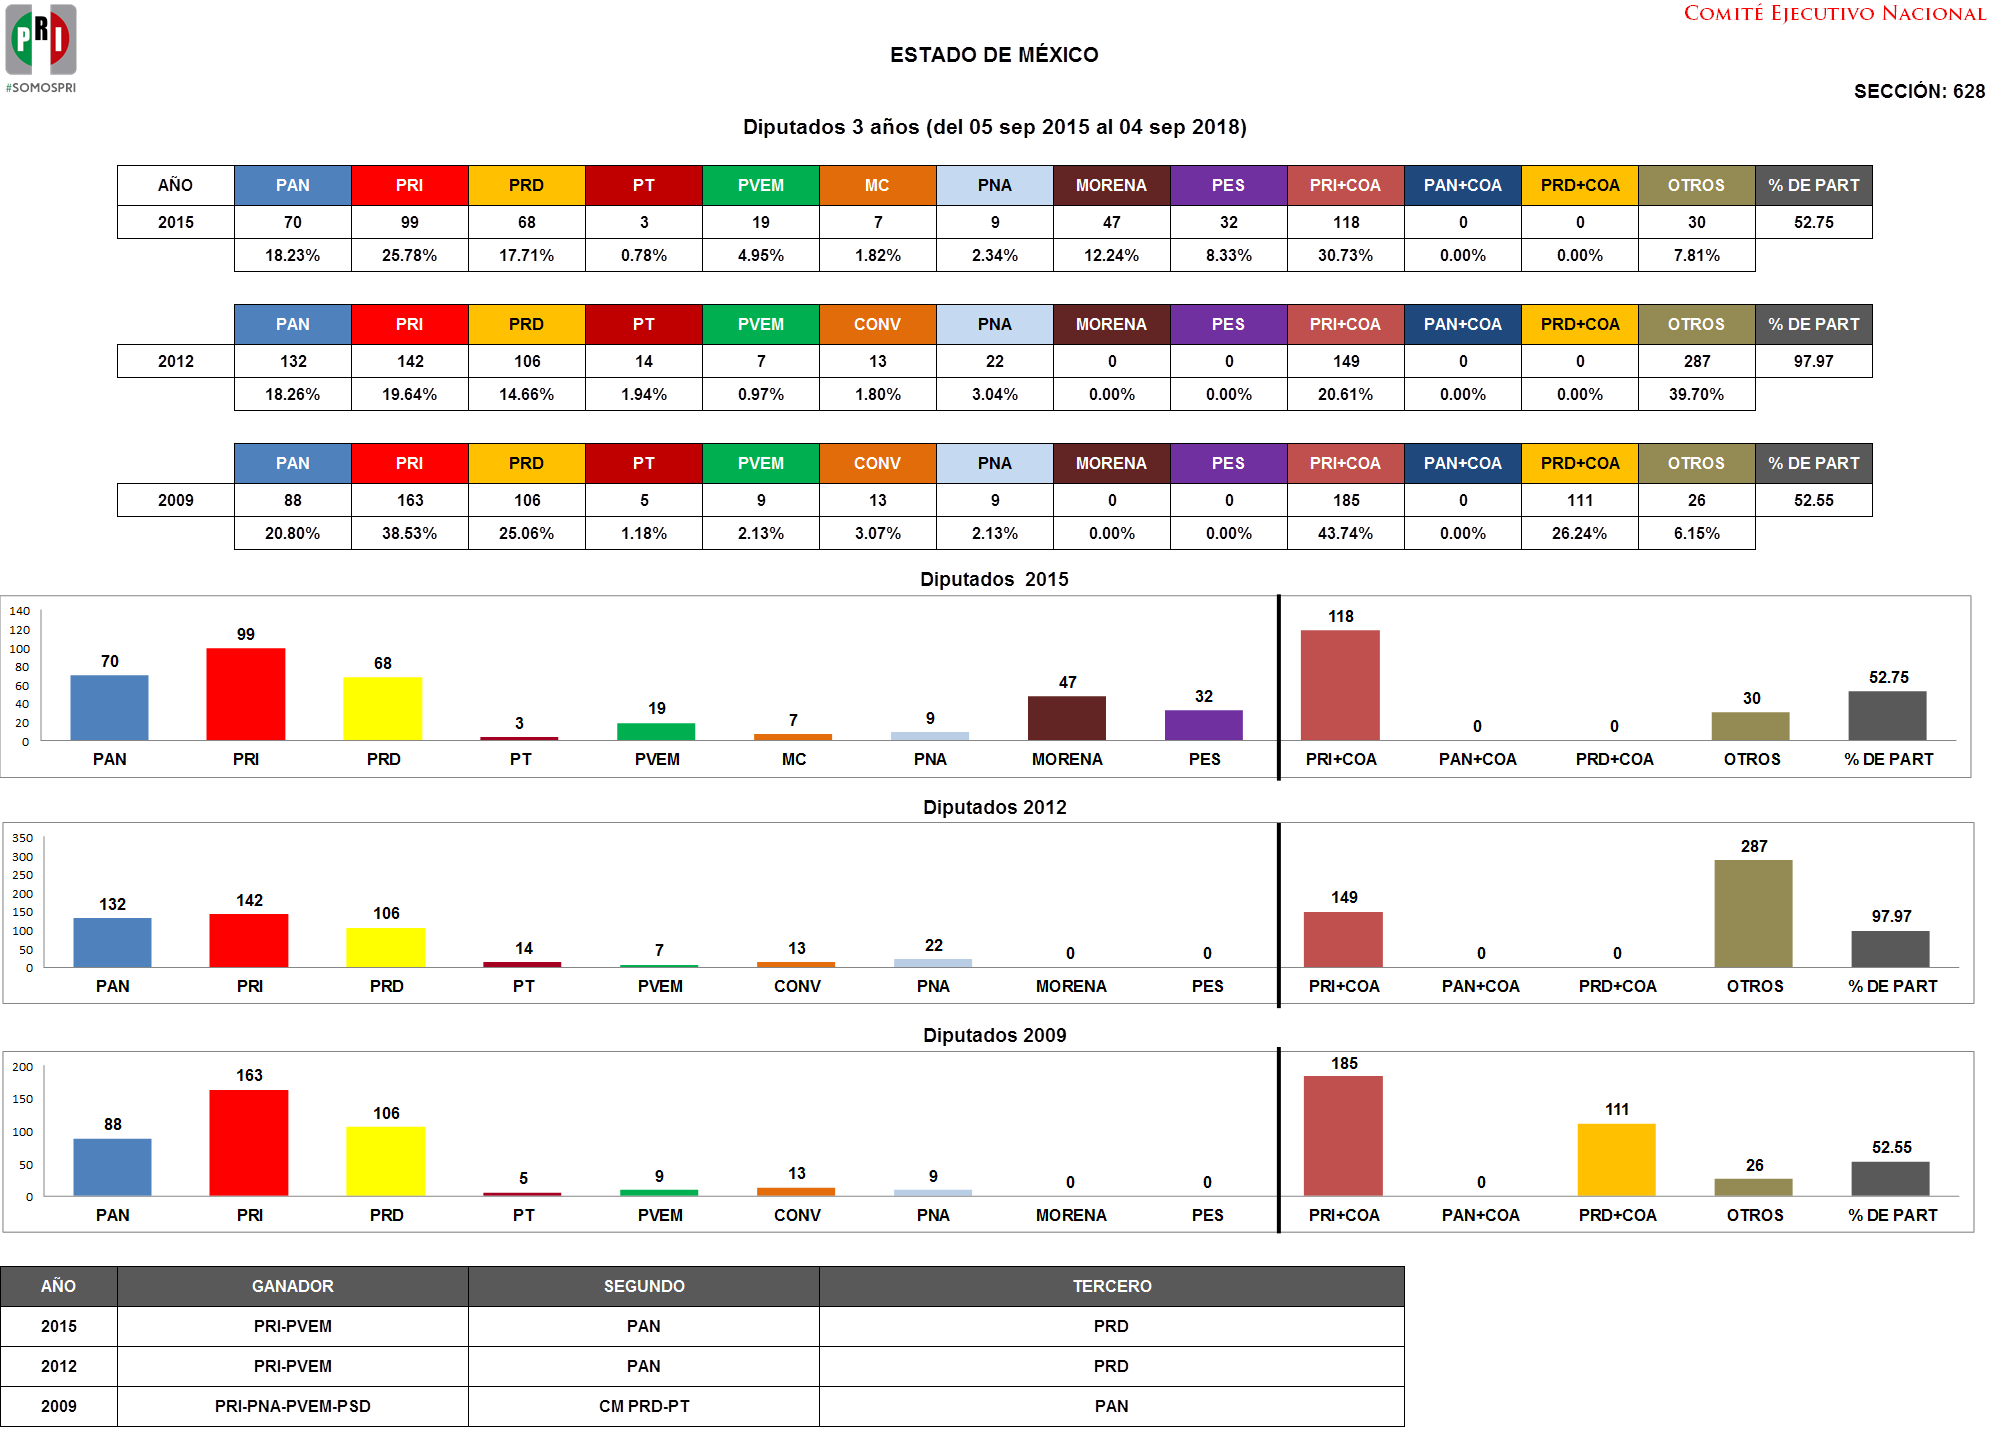 PRI
#SOMOSPRI
COMITÉ EJECUTIVO NACIONAL
ESTADO DE MÉXICO
SECCIÓN: 628
Diputados 3 años (del 05 sep 2015 al 04 sep 2018)
AÑO PAN PRI PRD PT PVEM MC PNA MORENA PES PRI+COA PAN+COA PRD+COA OTROS % DE PART
2015 70 99 68 3 19 7 9 47 32 118 0 0 30 52.75
18.23% 25.78% 17.71% 0.78% 4.95% 1.82% 2.34% 12.24% 8.33% 30.73% 0.00% 0.00% 7.81%
PAN PRI PRD PT PVEM CONV PNA MORENA PES PRI+COA PAN+COA PRD+COA OTROS % DE PART
2012 132 142 106 14 7 13 22 0 0 149 0 0 287 97.97
18.26% 19.64% 14.66% 1.94% 0.97% 1.80% 3.04% 0.00% 0.00% 20.61% 0.00% 0.00% 39.70%
PAN PRI PRD PT PVEM CONV PNA MORENA PES PRI+COA PAN+COA PRD+COA OTROS % DE PART
2009 88 163 106 5 9 13 9 0 0 185 0 111 26 52.55
20.80% 38.53% 25.06% 1.18% 2.13% 3.07% 2.13% 0.00% 0.00% 43.74% 0.00% 26.24% 6.15%
Diputados 2015
140
120
100
80
60
40
20
0
70 99 68 3 19 7 9 47 32 118 0 0 30 52.75
PAN PRI PRD PT PVEM MC PNA MORENA PES PRI+COA PAN+COA PRD+COA OTROS % DE PART
Diputados 2012
350
300
250
200
150
100
50
0
132 142 106 14 7 13 22 0 0 149 0 0 287 97.97
PAN PRI PRD PT PVEM CONV PNA MORENA PES PRI+COA PAN+COA PRD+COA OTROS % DE PART
Diputados 2009
200
150
100
50
0
88 163 106 5 9 13 9 0 0 185 0 111 26 52.55
PAN PRI PRD PT PVEM CONV PNA MORENA PES PRI+COA PAN+COA PRD+COA OTROS % DE PART
AÑO GANADOR SEGUNDO TERCERO
2015 PRI-PVEM PAN PRD
2012 PRI-PVEM PAN PRD
2009 PRI-PNA-PVEM-PSD CM PRD-PT PAN